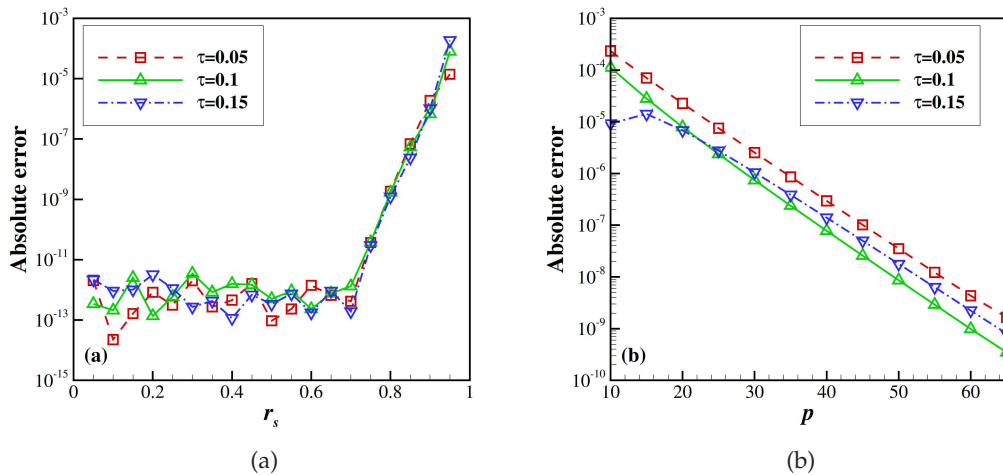 10-3
10-5
10-7
10-9
10-11
10-13
10-15
Absolute error
τ=0.05
τ=0.1
τ=0.15
(a)
0 0.2 0.4 0.6 0.8 1
r_s
(a)
10-3
10-4
10-5
10-6
10-7
10-8
10-9
10-10
Absolute error
τ=0.05
τ=0.1
τ=0.15
(b)
10 20 30 40 50 60
p
(b)